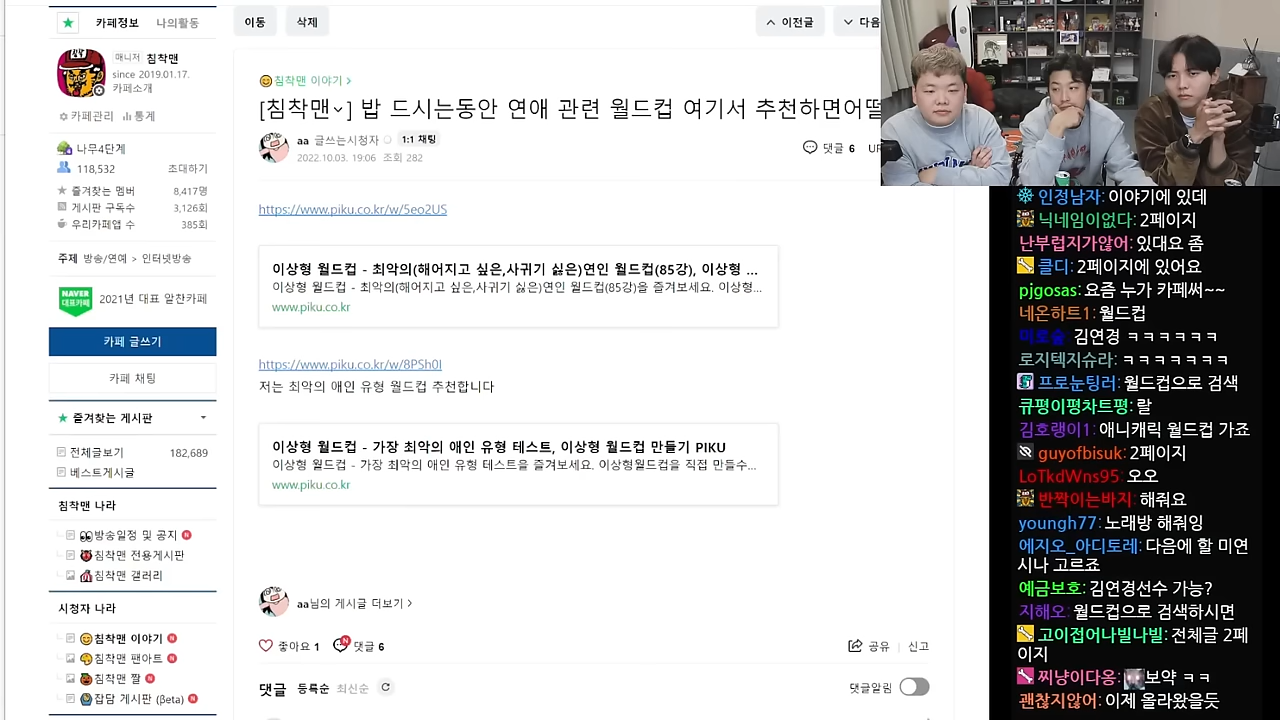 카페정보 나의활동
매니저 침착맨
since 2019.01.17.
카페소개
카페관리 통계
나무4단계
118,532 초대하기
즐겨찾는 멤버 8,417명
게시판 구독수 3,126회
우리카페앱 수 385회
주제 방송/연예 > 인터넷방송
NAVER
대표카페
2021년 대표 알찬카페
카페 글쓰기
카페 채팅
즐겨찾는 게시판
전체글보기 182,689
베스트게시글
침착맨 나라
방송일정 및 공지 N
침착맨 전용게시판
침착맨 갤러리
시청자 나라
침착맨 이야기 N
침착맨 팬아트 N
침착맨 짤 N
잡담 게시판 (ßeta) N
이동 삭제 이전글 다음
침착맨 이야기 >
[침착맨⌄] 밥 드시는동안 연애 관련 월드컵 여기서 추천하면어떨
aa 글쓰는시청자 1:1 채팅
2022.10.03. 19:06 조회 282
댓글 6 UR
https://www.piku.co.kr/w/5eo2US
이상형 월드컵 - 최악의(헤어지고 싶은,사귀기 싫은)연인 월드컵(85강), 이상형 ...
이상형 월드컵 - 최악의(헤어지고 싶은,사귀기 싫은)연인 월드컵(85강)을 즐겨보세요. 이상형...
www.piku.co.kr
https://www.piku.co.kr/w/8PSh0I
저는 최악의 애인 유형 월드컵 추천합니다
이상형 월드컵 - 가장 최악의 애인 유형 테스트, 이상형 월드컵 만들기 PIKU
이상형 월드컵 - 가장 최악의 애인 유형 테스트을 즐겨보세요. 이상형월드컵을 직접 만들수...
www.piku.co.kr
aa님의 게시글 더보기 >
좋아요 1 N 댓글 6 공유 신고
댓글 등록순 최신순 댓글알림
인정남자: 이야기에 있데
닉네임이없다: 2페이지
난부럽지가않어: 있대요 좀
클디: 2페이지에 있어요
pjgosas: 요즘 누가 카페써~~
네온하트1: 월드컵
미로숲: 김연경 ㅋㅋㅋㅋㅋㅋ
로지텍지슈라: ㅋㅋㅋㅋㅋㅋㅋ
프로눈팅러: 월드컵으로 검색
큐평이평차트평: 랄
김호랭이1: 애니캐릭 월드컵 가죠
guyofbisuk: 2페이지
LoTkdWns95: 오오
반짝이는바지: 해줘요
youngh77: 노래방 해줘잉
에지오_아디토레: 다음에 할 미연
시나 고르죠
예금보호: 김연경선수 가능?
지해오: 월드컵으로 검색하시면
고이접어나빌나빌: 전체글 2페
이지
찌냥이다옹: 보약 ㅋㅋ
괜찮지않어: 이제 올라왔을듯